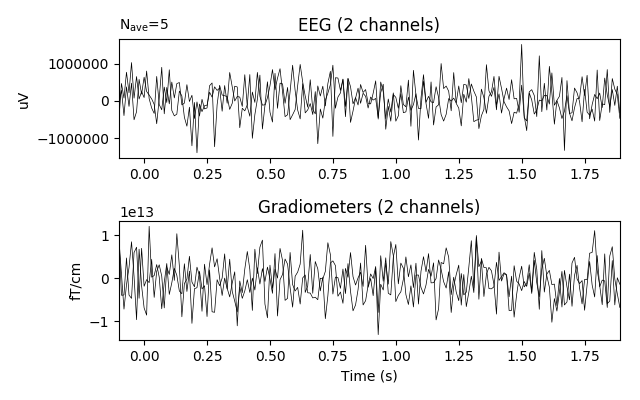 N_ave=5
EEG (2 channels)
1000000
0
−1000000
uV
0.00 0.25 0.50 0.75 1.00 1.25 1.50 1.75
1e13
Gradiometers (2 channels)
1
0
−1
fT/cm
0.00 0.25 0.50 0.75 1.00 1.25 1.50 1.75
Time (s)